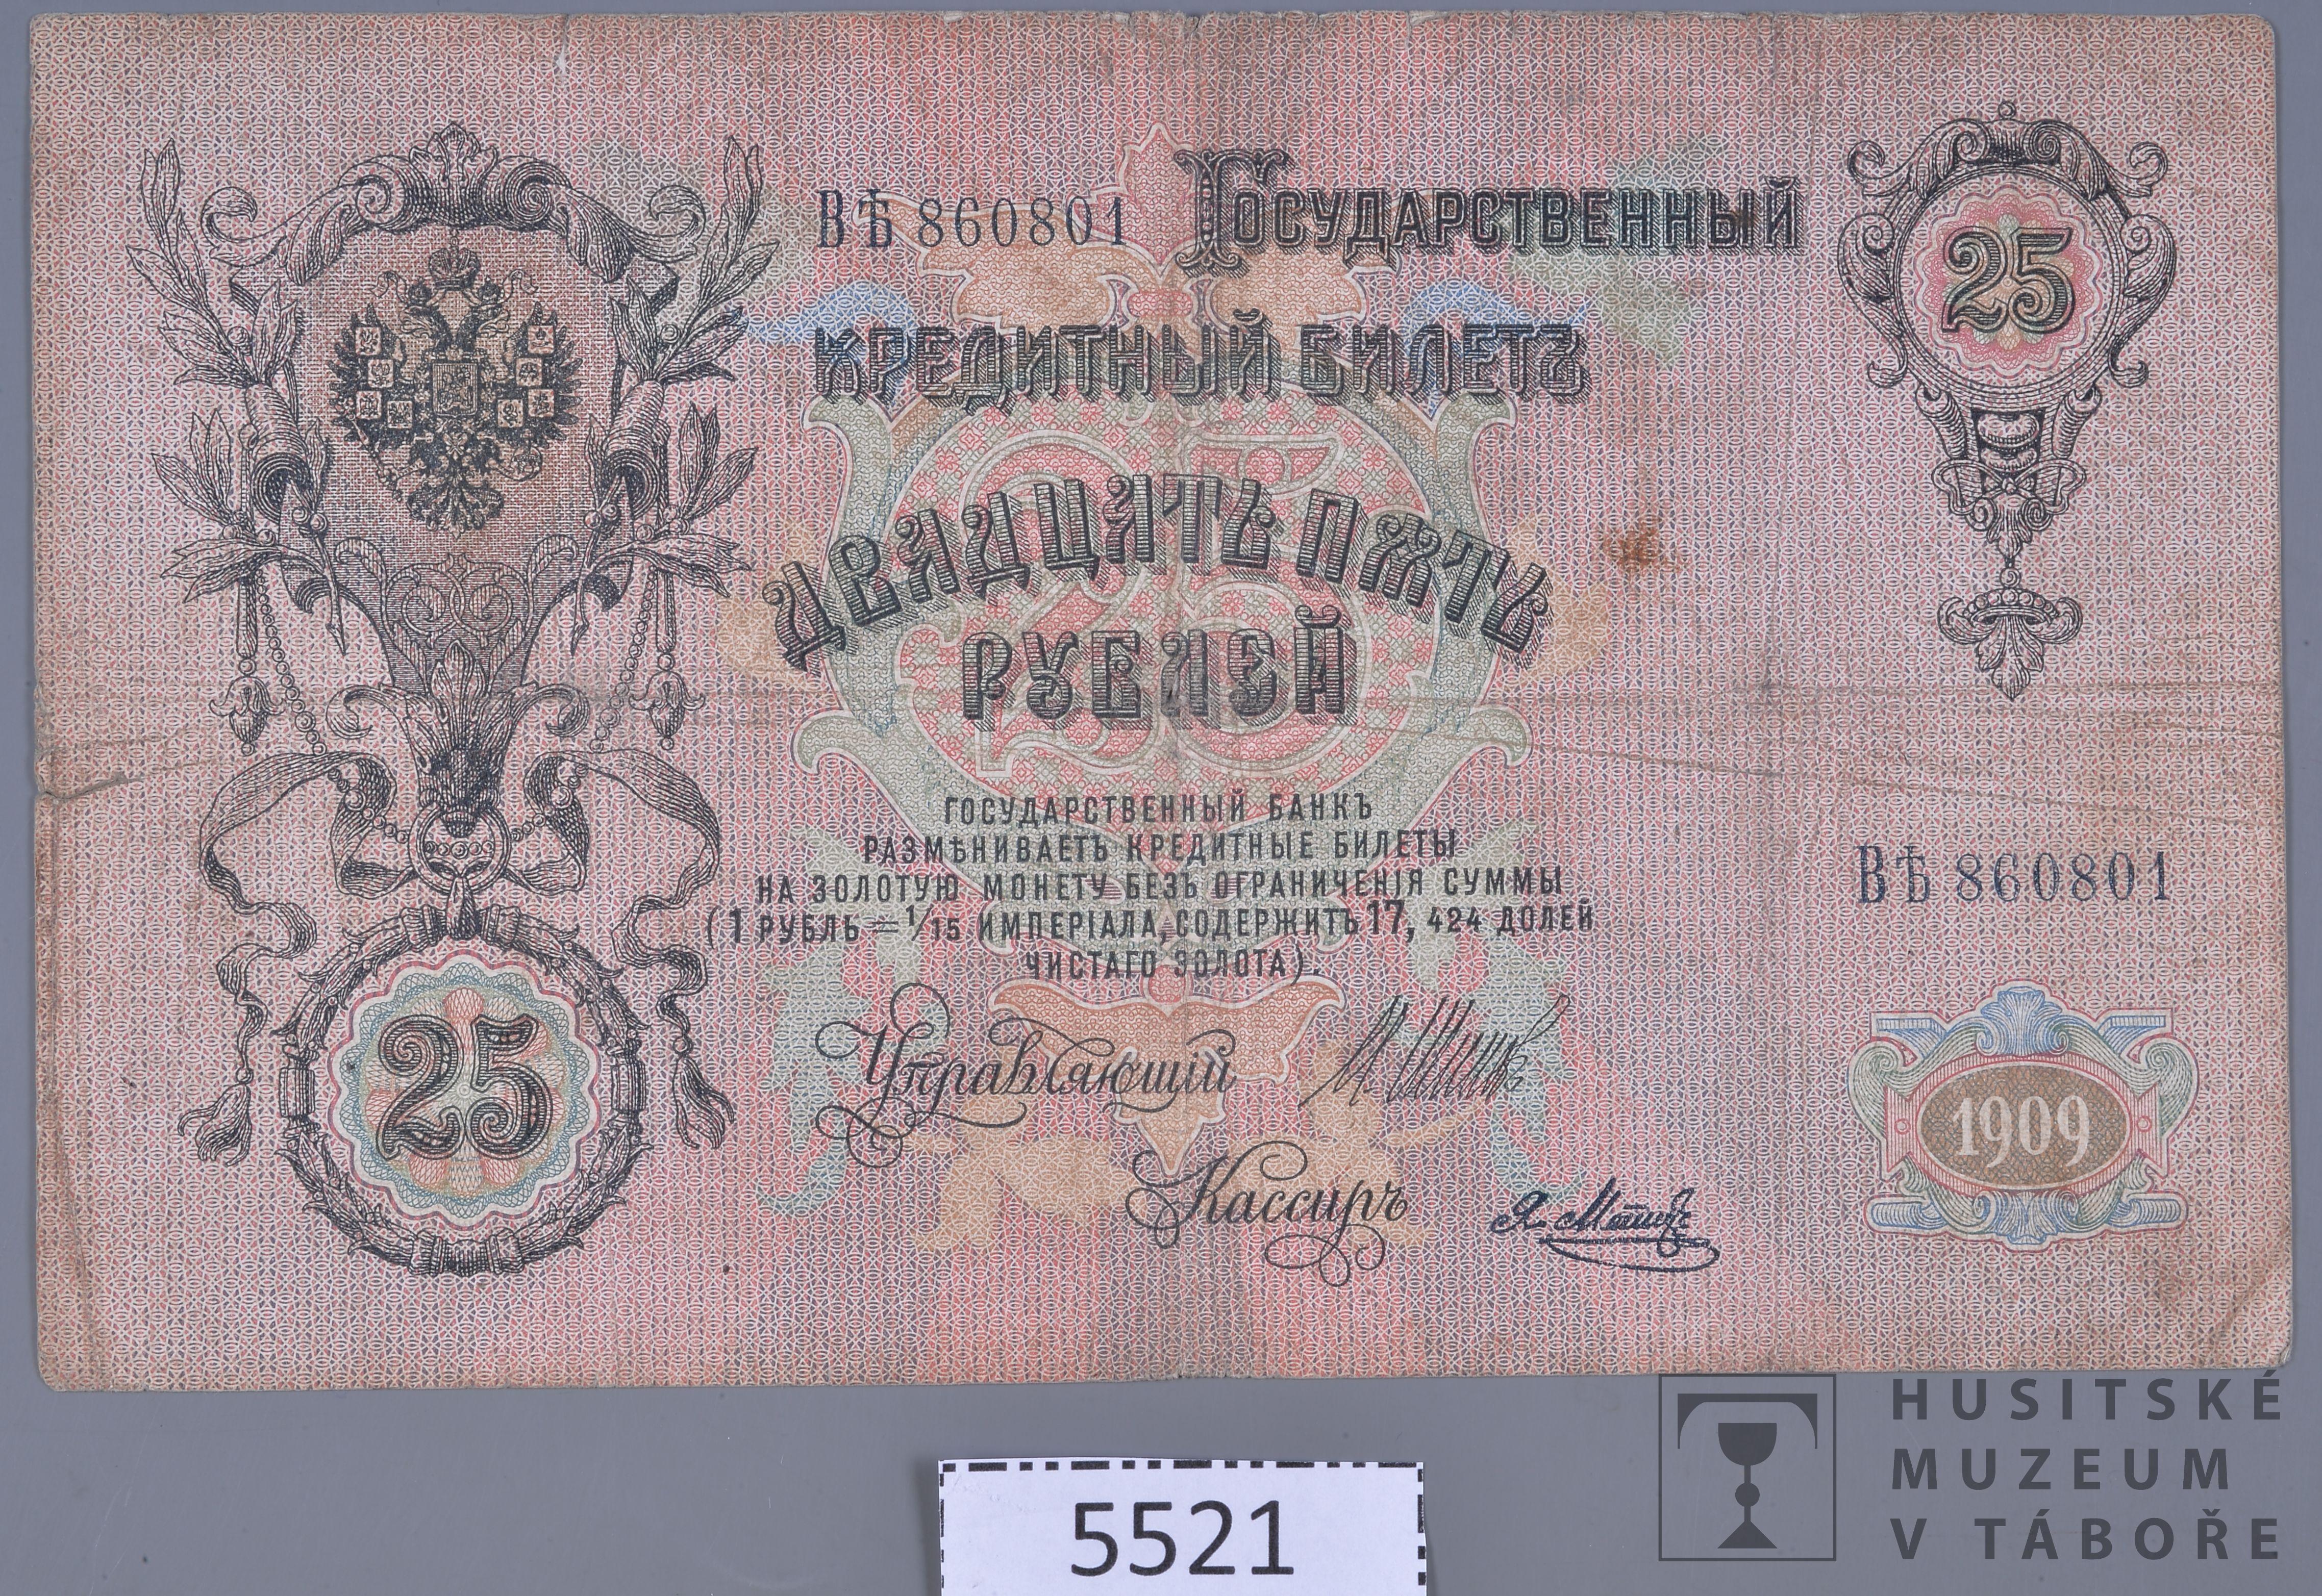 ВѢ 860801 ГОСУДАРСТВЕННЫЙ
КРЕДИТНЫЙ БИЛЕТЪ
25
ДВАДЦАТЬ ПЯТЬ
РУБЛЕЙ
ГОСУДАРСТВЕННЫЙ БАНКЪ
РАЗМѢНИВАЕТЪ КРЕДИТНЫЕ БИЛЕТЫ
НА ЗОЛОТУЮ МОНЕТУ БЕЗЪ ОГРАНИЧЕНІЯ СУММЫ
(1 РУБЛЬ = 1/15 ИМПЕРІАЛА, СОДЕРЖИТЪ 17, 424 ДОЛЕЙ
ЧИСТАГО ЗОЛОТА).
ВѢ 860801
25
25
Управляющій
Кассиръ
1909
HUSITSKÉ
MUZEUM
V TÁBOŘE
5521